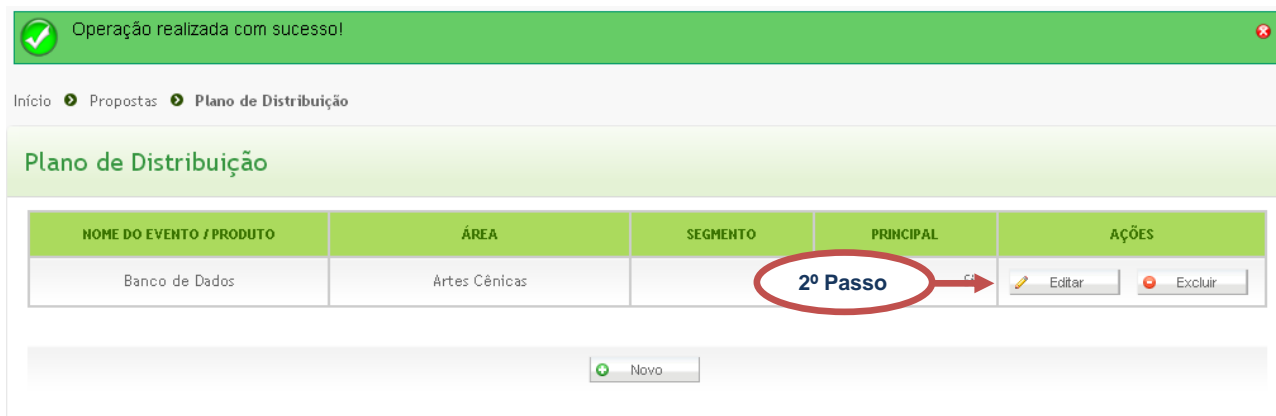 Operação realizada com sucesso!
Início Propostas Plano de Distribuição
Plano de Distribuição
NOME DO EVENTO / PRODUTO ÁREA SEGMENTO PRINCIPAL AÇÕES
Banco de Dados Artes Cênicas 2º Passo Editar Excluir
Novo